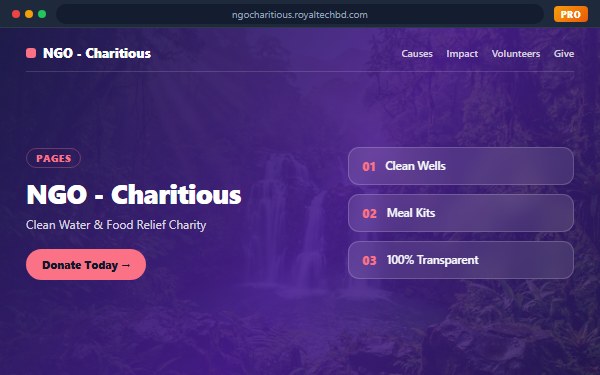 ngocharitious.royaltechbd.com
PRO
NGO - Charitious
Causes Impact Volunteers Give
PAGES
NGO - Charitious
Clean Water & Food Relief Charity
Donate Today →
01 Clean Wells
02 Meal Kits
03 100% Transparent